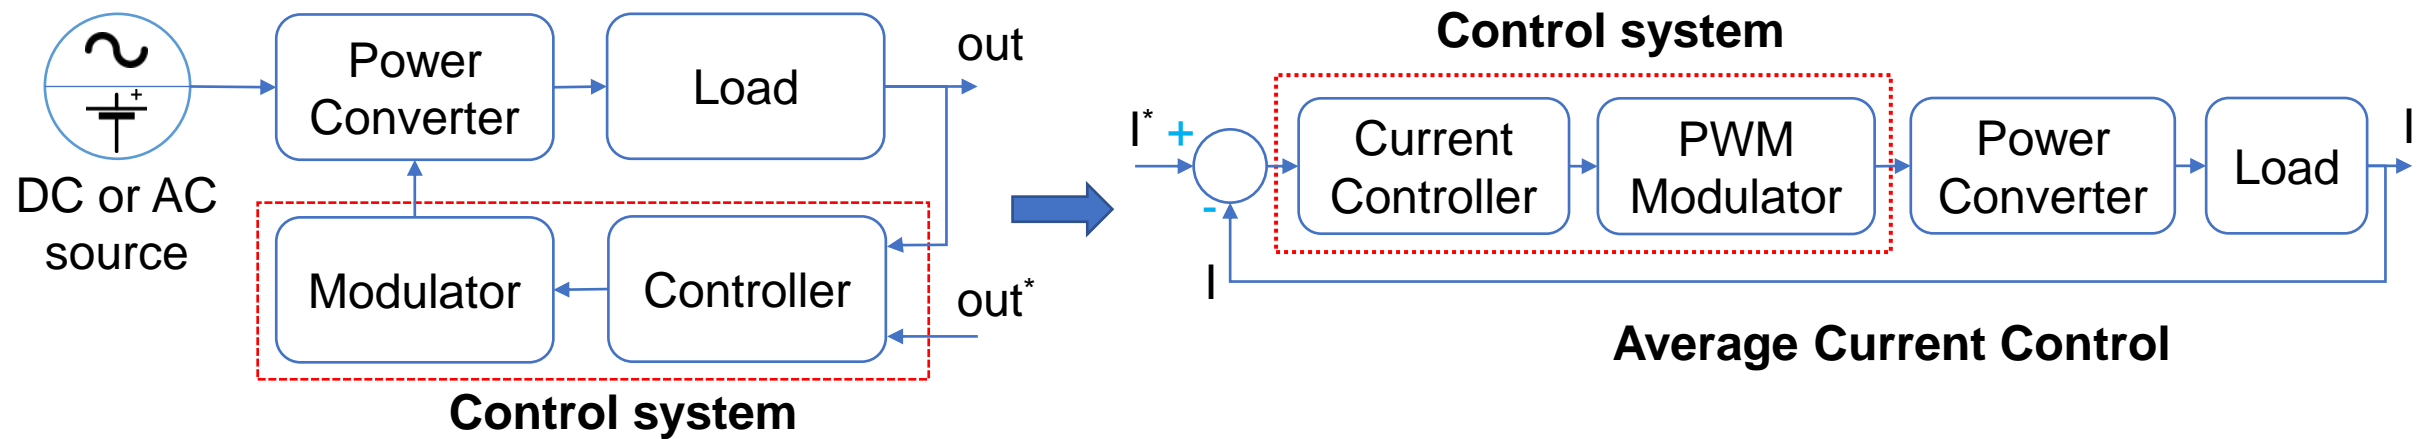 DC or AC
source
+
Power
Converter
Load
out
Modulator
Controller
out*
Control system
Control system
I*
+
-
I
Current
Controller
PWM
Modulator
Power
Converter
Load
I
Average Current Control